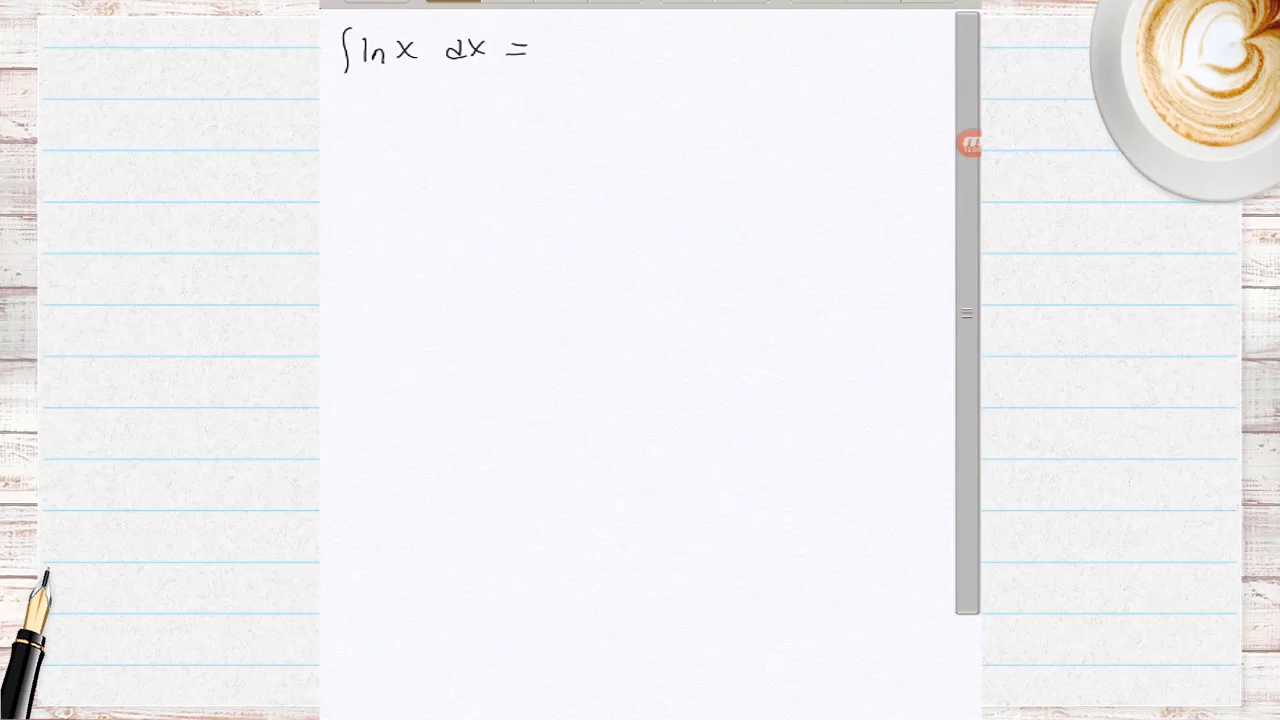 ∫ ln x dx =